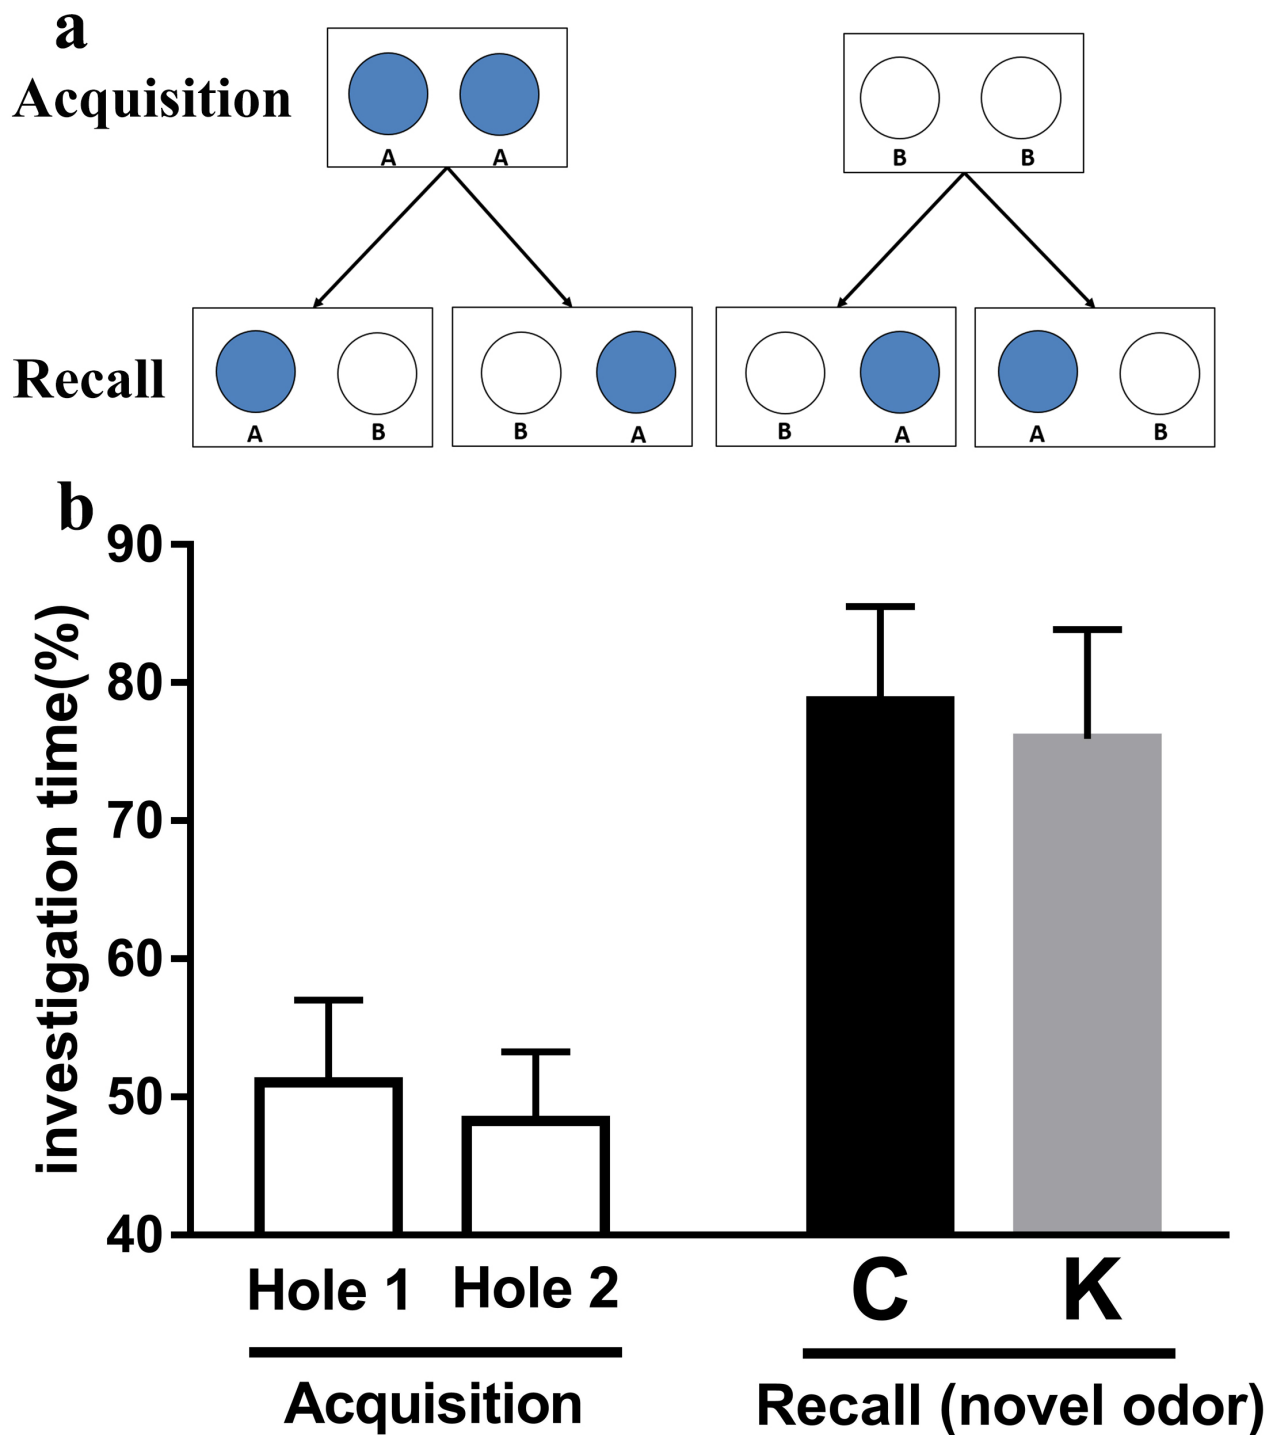 a
Acquisition
A A
B B
Recall
A B
B A
B A
A B
b
investigation time(%)
90
80
70
60
50
40
Hole 1 Hole 2
C K
Acquisition
Recall (novel odor)